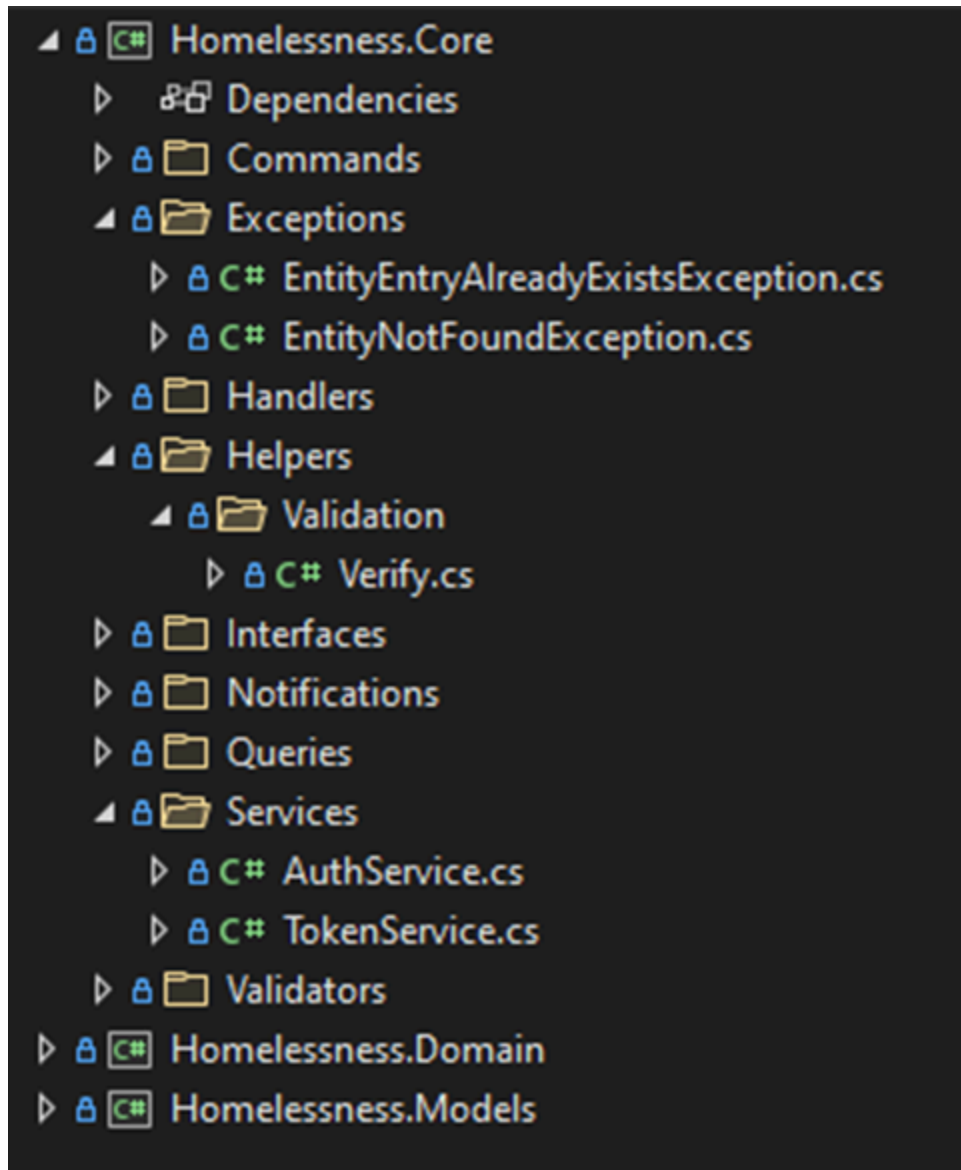 C# Homelessness.Core
Dependencies
Commands
Exceptions
C# EntityEntryAlreadyExistsException.cs
C# EntityNotFoundException.cs
Handlers
Helpers
Validation
C# Verify.cs
Interfaces
Notifications
Queries
Services
C# AuthService.cs
C# TokenService.cs
Validators
C# Homelessness.Domain
C# Homelessness.Models